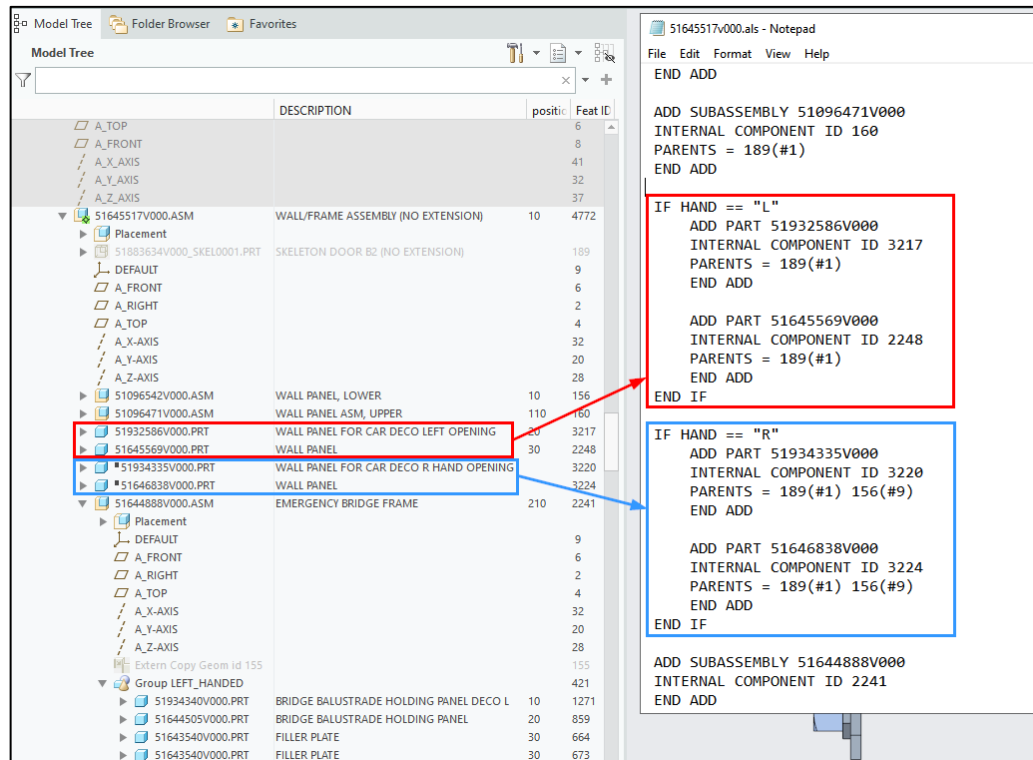 Model Tree Folder Browser Favorites
Model Tree
DESCRIPTION positic Feat ID
A_TOP 6
A_FRONT 8
A_X_AXIS 41
A_Y_AXIS 32
A_Z_AXIS 37
51645517V000.ASM WALL/FRAME ASSEMBLY (NO EXTENSION) 10 4772
Placement
51883634V000_SKEL0001.PRT SKELETON DOOR B2 (NO EXTENSION) 189
DEFAULT 9
A_FRONT 6
A_RIGHT 2
A_TOP 4
A_X-AXIS 32
A_Y-AXIS 20
A_Z-AXIS 28
51096542V000.ASM WALL PANEL, LOWER 10 156
51096471V000.ASM WALL PANEL ASM, UPPER 110 160
51932586V000.PRT WALL PANEL FOR CAR DECO LEFT OPENING 20 3217
51645569V000.PRT WALL PANEL 30 2248
51934335V000.PRT WALL PANEL FOR CAR DECO R HAND OPENING 3220
51646838V000.PRT WALL PANEL 3224
51644888V000.ASM EMERGENCY BRIDGE FRAME 210 2241
Placement
DEFAULT 9
A_FRONT 6
A_RIGHT 2
A_TOP 4
A_X-AXIS 32
A_Y-AXIS 20
A_Z-AXIS 28
Extern Copy Geom id 155 155
Group LEFT_HANDED 421
51934340V000.PRT BRIDGE BALUSTRADE HOLDING PANEL DECO L 10 1271
51644505V000.PRT BRIDGE BALUSTRADE HOLDING PANEL 20 859
51643540V000.PRT FILLER PLATE 30 664
51643540V000.PRT FILLER PLATE 30 673
51645517v000.als - Notepad
File Edit Format View Help
END ADD
ADD SUBASSEMBLY 51096471V000
INTERNAL COMPONENT ID 160
PARENTS = 189(#1)
END ADD
IF HAND == "L"
ADD PART 51932586V000
INTERNAL COMPONENT ID 3217
PARENTS = 189(#1)
END ADD
ADD PART 51645569V000
INTERNAL COMPONENT ID 2248
PARENTS = 189(#1)
END ADD
END IF
IF HAND == "R"
ADD PART 51934335V000
INTERNAL COMPONENT ID 3220
PARENTS = 189(#1) 156(#9)
END ADD
ADD PART 51646838V000
INTERNAL COMPONENT ID 3224
PARENTS = 189(#1) 156(#9)
END ADD
END IF
ADD SUBASSEMBLY 51644888V000
INTERNAL COMPONENT ID 2241
END ADD